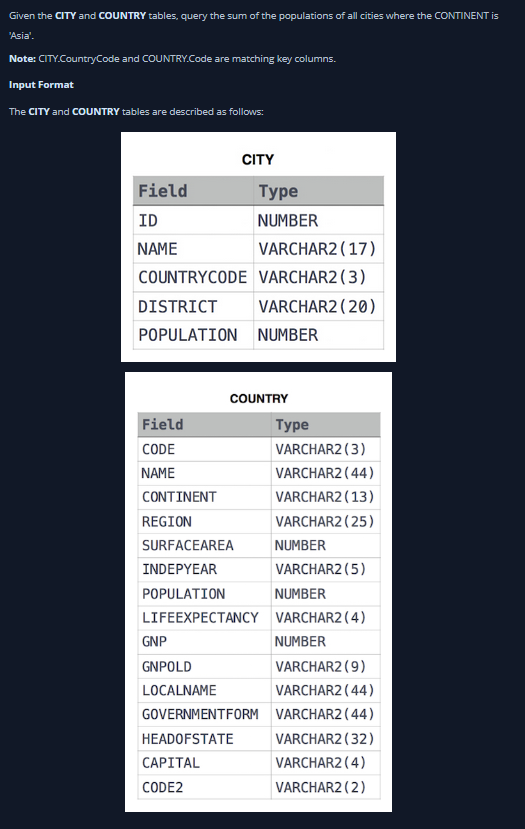 Given the CITY and COUNTRY tables, query the sum of the populations of all cities where the CONTINENT is
'Asia'.
Note: CITY.CountryCode and COUNTRY.Code are matching key columns.
Input Format
The CITY and COUNTRY tables are described as follows:
CITY
Field Type
ID NUMBER
NAME VARCHAR2(17)
COUNTRYCODE VARCHAR2(3)
DISTRICT VARCHAR2(20)
POPULATION NUMBER
COUNTRY
Field Type
CODE VARCHAR2(3)
NAME VARCHAR2(44)
CONTINENT VARCHAR2(13)
REGION VARCHAR2(25)
SURFACEAREA NUMBER
INDEPYEAR VARCHAR2(5)
POPULATION NUMBER
LIFEEXPECTANCY VARCHAR2(4)
GNP NUMBER
GNPOLD VARCHAR2(9)
LOCALNAME VARCHAR2(44)
GOVERNMENTFORM VARCHAR2(44)
HEADOFSTATE VARCHAR2(32)
CAPITAL VARCHAR2(4)
CODE2 VARCHAR2(2)